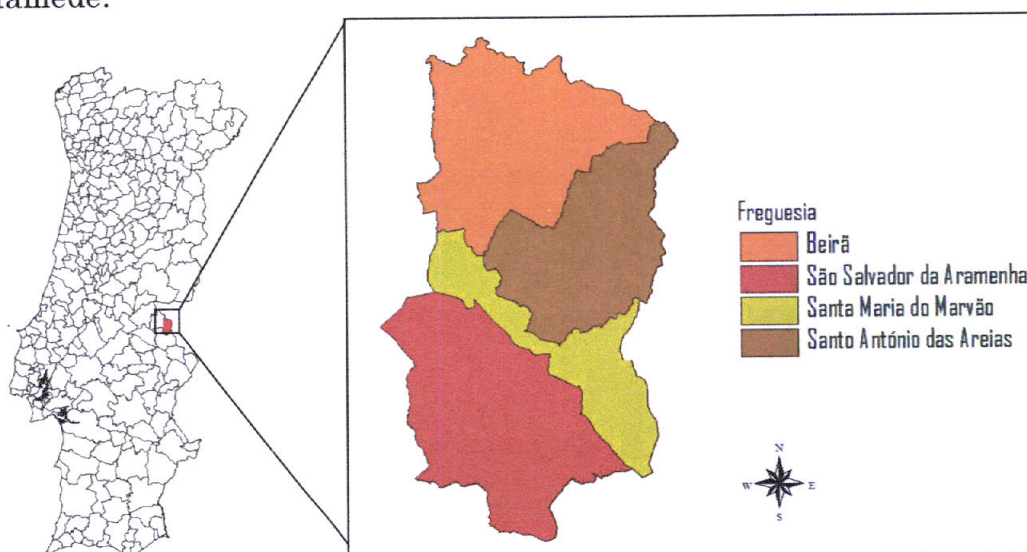 Freguesia
Beirã
São Salvador da Aramenha
Santa Maria do Marvão
Santo António das Areias
N
W E
S